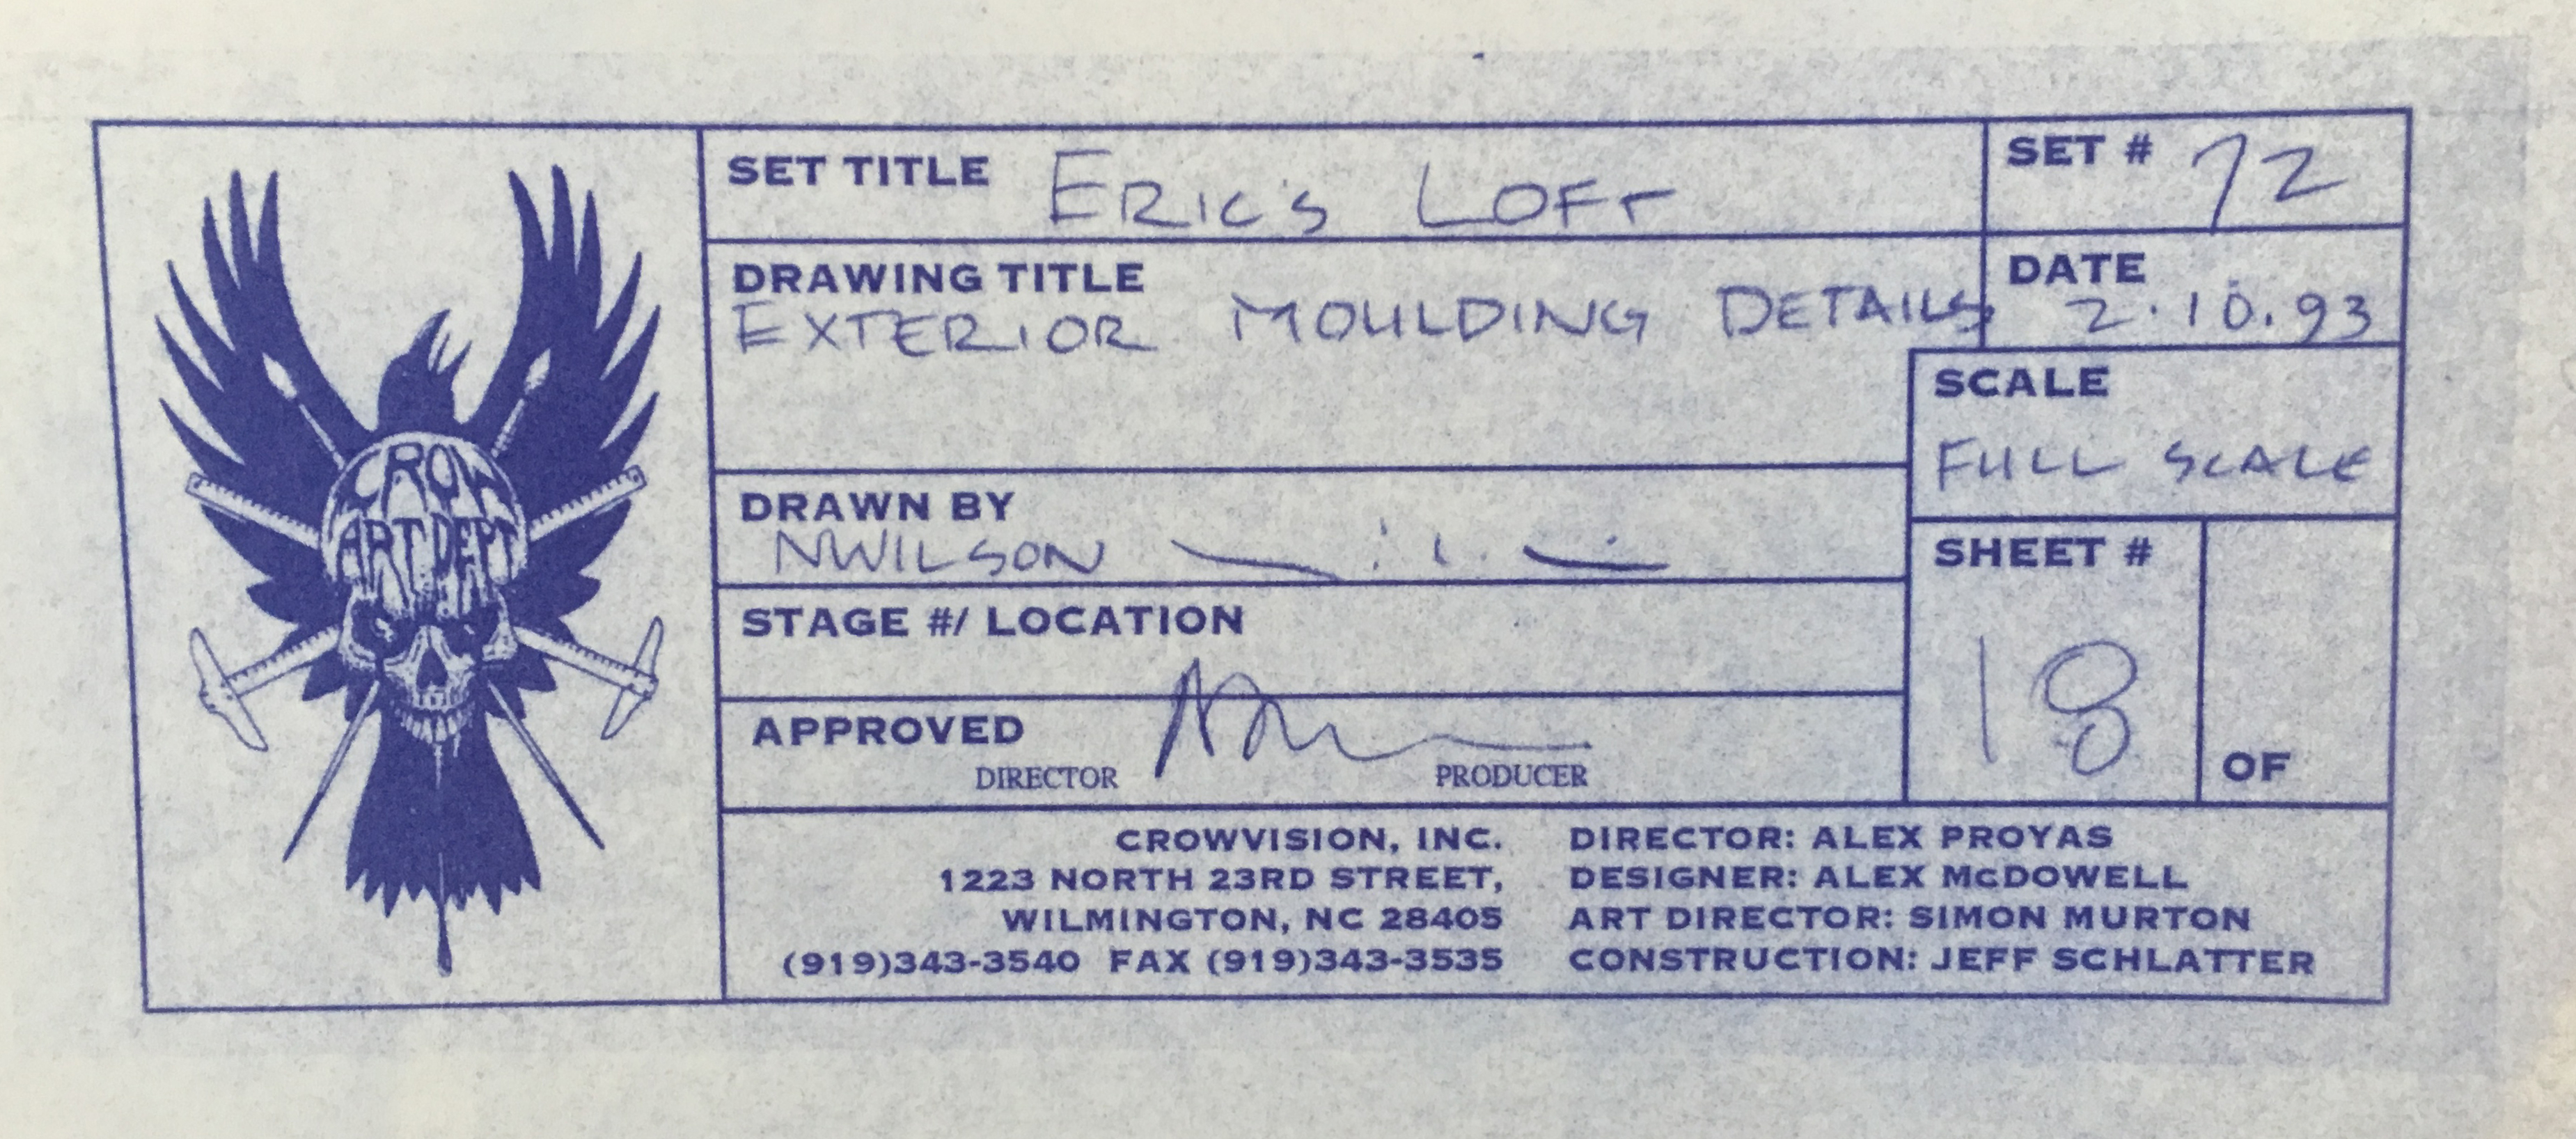 CROW
ART DEPT
SET TITLE ERIC'S LOFT
SET # 72
DRAWING TITLE
EXTERIOR MOULDING DETAILS
DATE
2.10.93
SCALE
FULL SCALE
DRAWN BY
NWILSON
SHEET #
18
OF
STAGE #/ LOCATION
APPROVED
DIRECTOR PRODUCER
CROWVISION, INC.
1223 NORTH 23RD STREET,
WILMINGTON, NC 28405
(919)343-3540 FAX (919)343-3535
DIRECTOR: ALEX PROYAS
DESIGNER: ALEX McDOWELL
ART DIRECTOR: SIMON MURTON
CONSTRUCTION: JEFF SCHLATTER